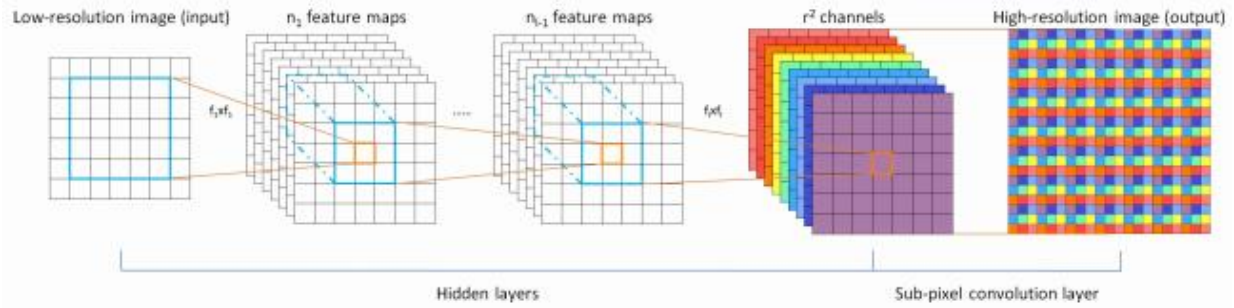 Low-resolution image (input)
n1 feature maps
nl-1 feature maps
r² channels
High-resolution image (output)
f1xf1
.....
flxfl
Hidden layers
Sub-pixel convolution layer